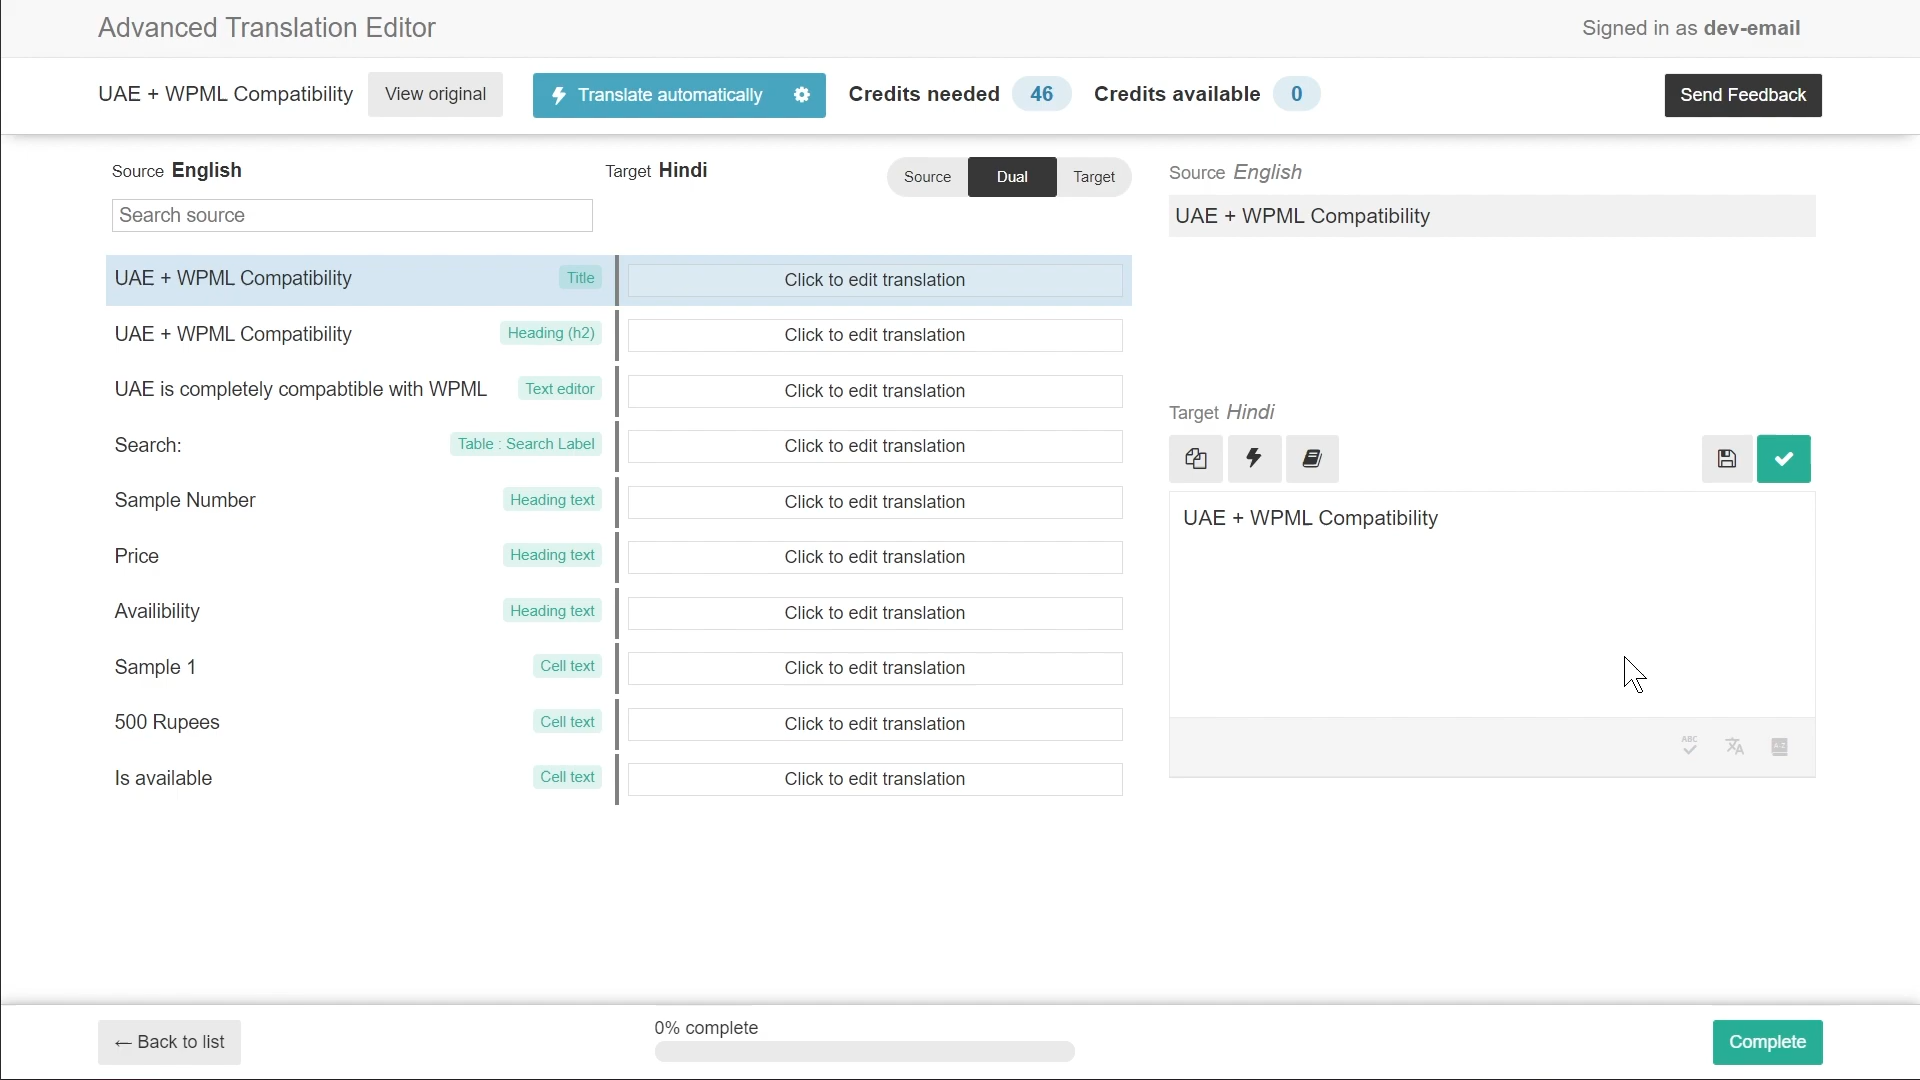 Advanced Translation Editor
Signed in as dev-email
UAE + WPML Compatibility
View original
Translate automatically
Credits needed 46
Credits available 0
Send Feedback
Source English
Target Hindi
Source
Dual
Target
Search source
UAE + WPML Compatibility Title Click to edit translation
UAE + WPML Compatibility Heading (h2) Click to edit translation
UAE is completely compabtible with WPML Text editor Click to edit translation
Search: Table : Search Label Click to edit translation
Sample Number Heading text Click to edit translation
Price Heading text Click to edit translation
Availibility Heading text Click to edit translation
Sample 1 Cell text Click to edit translation
500 Rupees Cell text Click to edit translation
Is available Cell text Click to edit translation
Source English
UAE + WPML Compatibility
Target Hindi
UAE + WPML Compatibility
ABC
← Back to list
0% complete
Complete